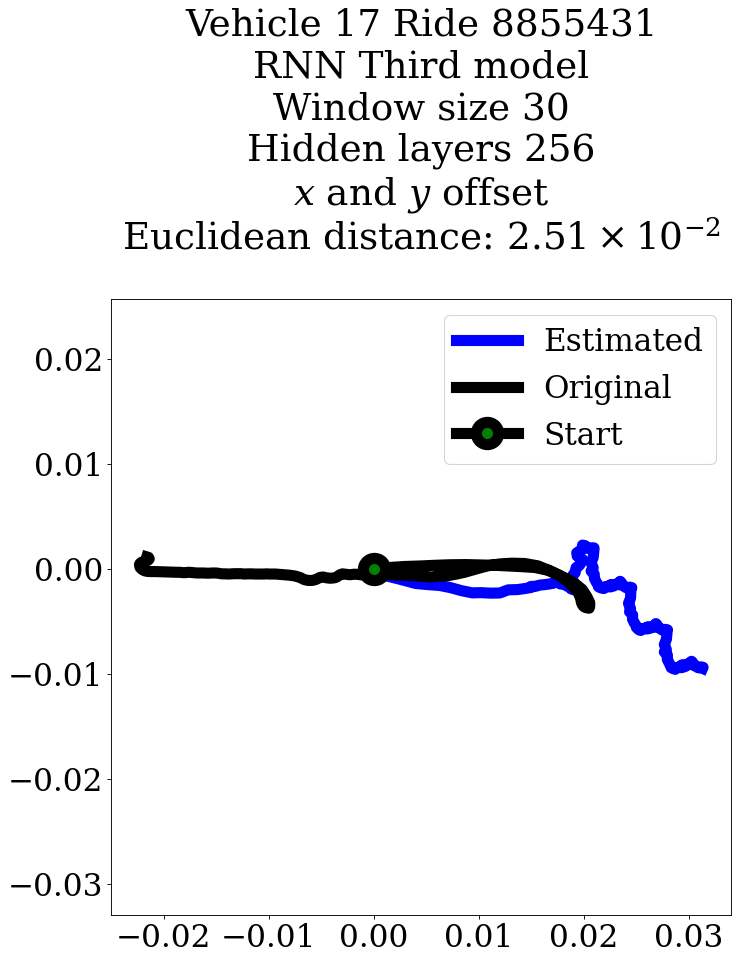 Vehicle 17 Ride 8855431
RNN Third model
Window size 30
Hidden layers 256
x and y offset
Euclidean distance: 2.51 × 10⁻²
Estimated
Original
Start
0.02
0.01
0.00
−0.01
−0.02
−0.03
−0.02 −0.01 0.00 0.01 0.02 0.03